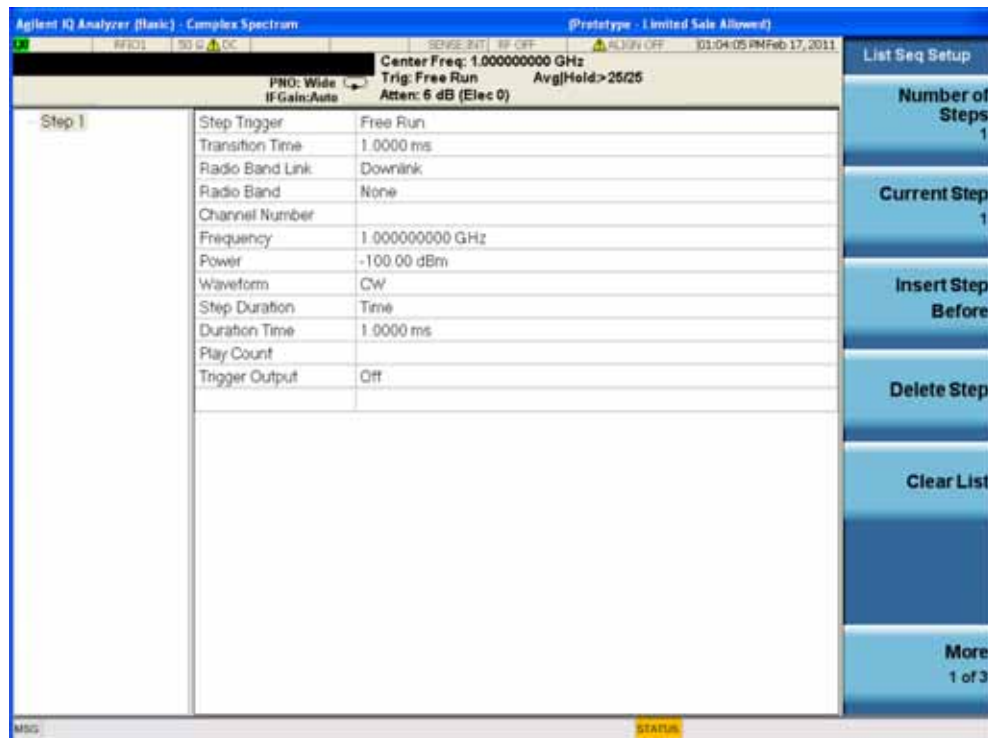 Agilent IQ Analyzer (Basic) - Complex Spectrum (Prototype - Limited Sale Allowed)
RFIO1 50 Ω DC SENSE:INT RF OFF ALIGN OFF 01:04:05 PM Feb 17, 2011
Center Freq: 1.000000000 GHz
PNO: Wide Trig: Free Run Avg|Hold:> 25/25
IFGain:Auto Atten: 6 dB (Elec 0)
Step 1
Step Trigger Free Run
Transition Time 1.0000 ms
Radio Band Link Downlink
Radio Band None
Channel Number
Frequency 1.000000000 GHz
Power -100.00 dBm
Waveform CW
Step Duration Time
Duration Time 1.0000 ms
Play Count
Trigger Output Off
List Seq Setup
Number of
Steps
1
Current Step
1
Insert Step
Before
Delete Step
Clear List
More
1 of 3
MSG STATUS